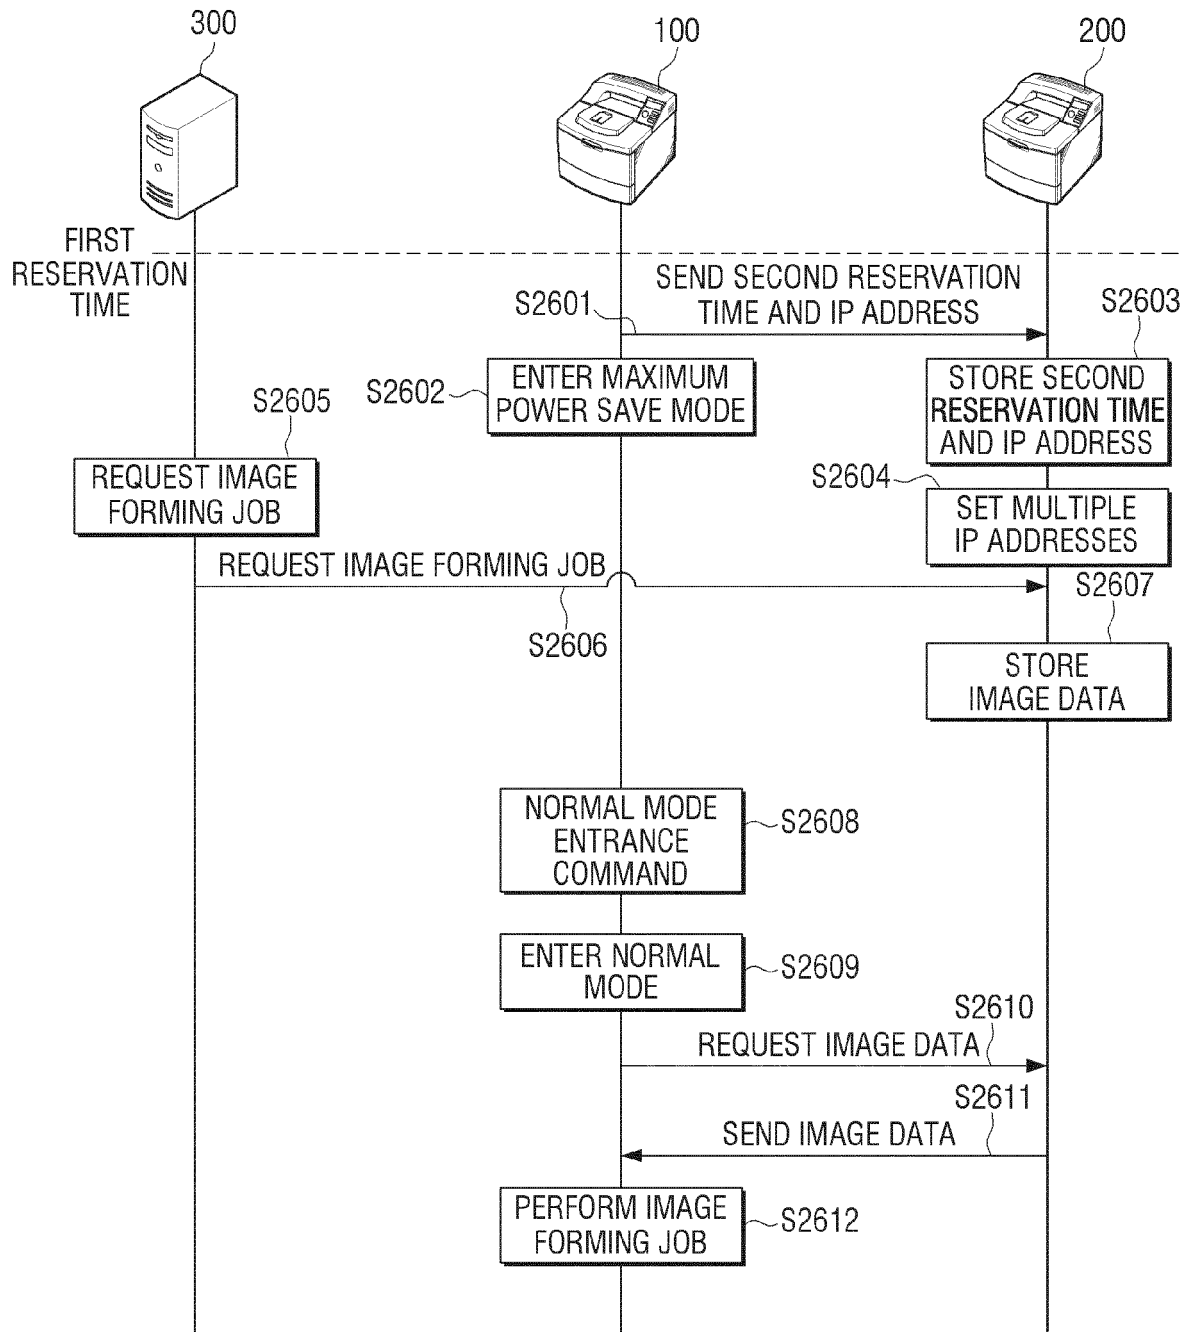 300
100
200
FIRST
RESERVATION
TIME
SEND SECOND RESERVATION
TIME AND IP ADDRESS
S2601
S2603
ENTER MAXIMUM
POWER SAVE MODE
S2602
STORE SECOND
RESERVATION TIME
AND IP ADDRESS
S2605
REQUEST IMAGE
FORMING JOB
S2604
SET MULTIPLE
IP ADDRESSES
REQUEST IMAGE FORMING JOB
S2606
S2607
STORE
IMAGE DATA
NORMAL MODE
ENTRANCE
COMMAND
S2608
ENTER NORMAL
MODE
S2609
S2610
REQUEST IMAGE DATA
S2611
SEND IMAGE DATA
PERFORM IMAGE
FORMING JOB
S2612